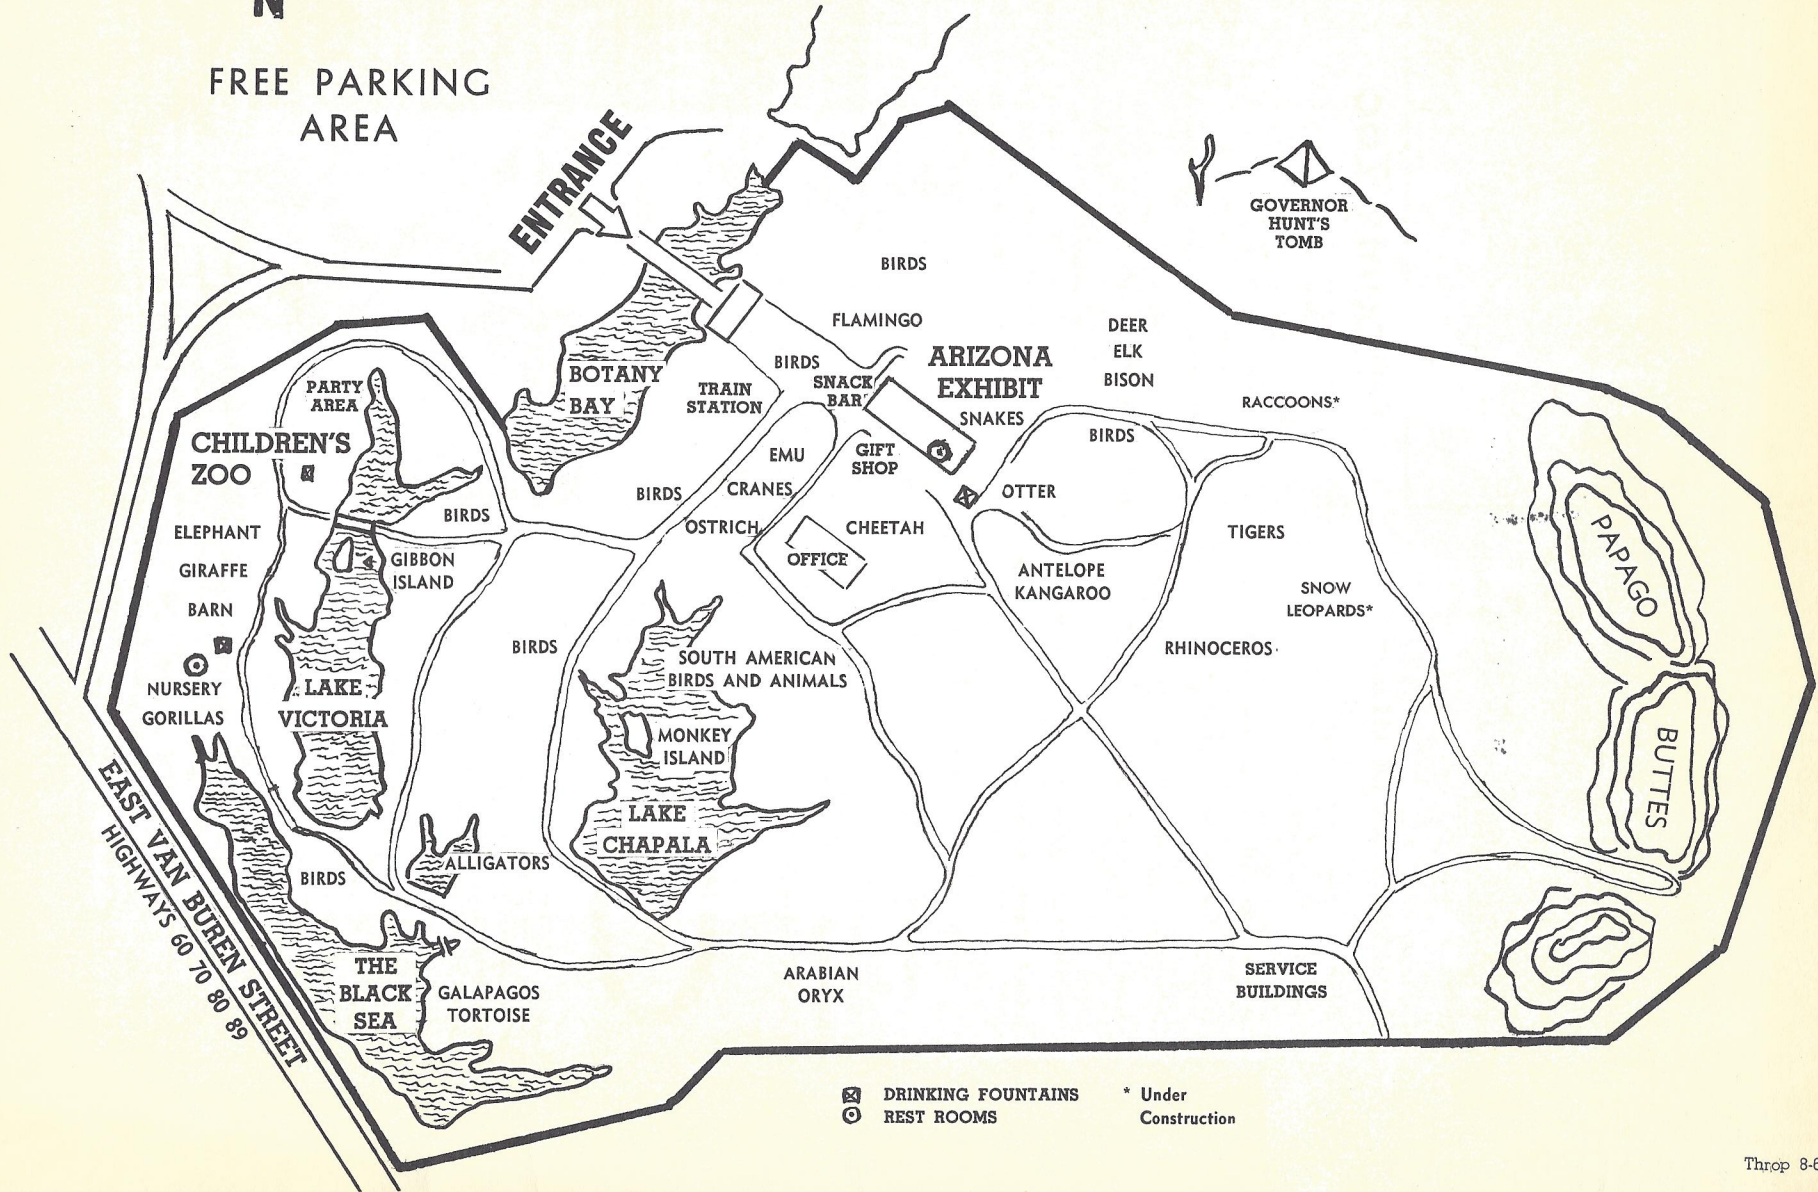 N
FREE PARKING
AREA
ENTRANCE
GOVERNOR
HUNT'S
TOMB
BIRDS
FLAMINGO
DEER
ELK
BISON
ARIZONA
EXHIBIT
BIRDS
SNACK
BAR
TRAIN
STATION
BOTANY
BAY
PARTY
AREA
CHILDREN'S
ZOO
SNAKES
RACCOONS*
BIRDS
EMU
GIFT
SHOP
CRANES
BIRDS
OTTER
BIRDS
OSTRICH
CHEETAH
OFFICE
TIGERS
ELEPHANT
GIRAFFE
BARN
GIBBON
ISLAND
ANTELOPE
KANGAROO
SNOW
LEOPARDS*
PAPAGO
BUTTES
BIRDS
RHINOCEROS
SOUTH AMERICAN
BIRDS AND ANIMALS
NURSERY
GORILLAS
LAKE
VICTORIA
MONKEY
ISLAND
LAKE
CHAPALA
ALLIGATORS
BIRDS
EAST VAN BUREN STREET
HIGHWAYS 60 70 80 89
THE
BLACK
SEA
GALAPAGOS
TORTOISE
ARABIAN
ORYX
SERVICE
BUILDINGS
DRINKING FOUNTAINS
REST ROOMS
* Under
Construction
Throp 8-6